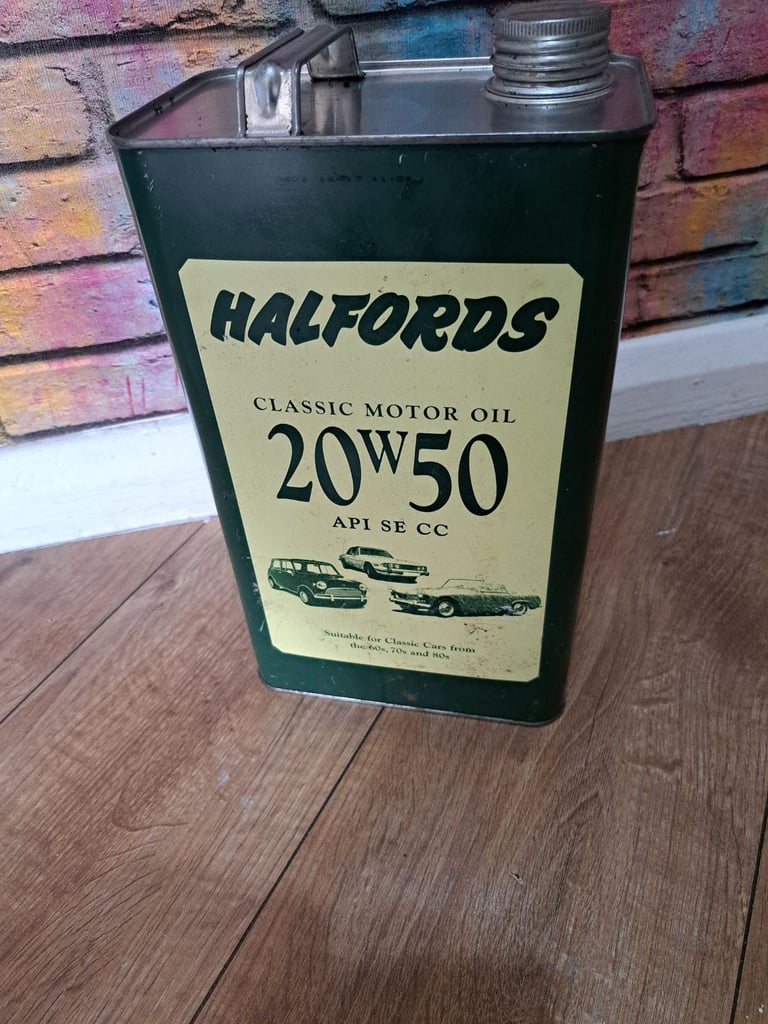 HALFORDS
CLASSIC MOTOR OIL
20W50
API SE CC
Suitable for Classic Cars from
the 60s, 70s and 80s